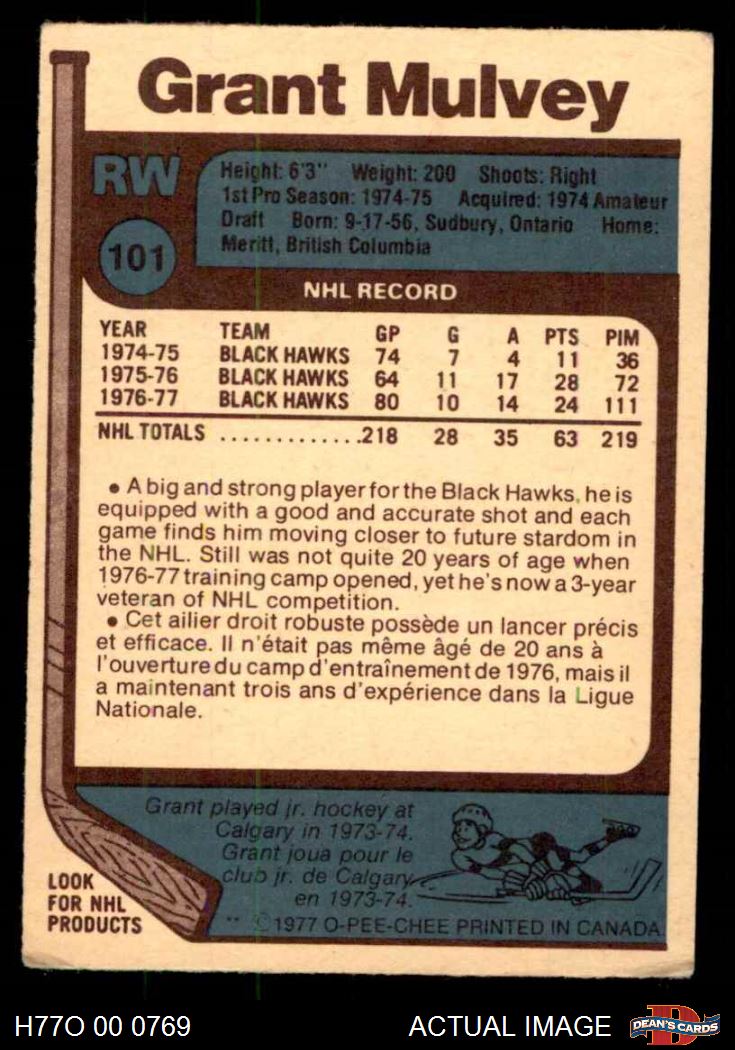 Grant Mulvey
RW
101
Height: 6'3" Weight: 200 Shoots: Right
1st Pro Season: 1974-75 Acquired: 1974 Amateur
Draft Born: 9-17-56, Sudbury, Ontario Home:
Meritt, British Columbia
NHL RECORD
YEAR TEAM GP G A PTS PIM
1974-75 BLACK HAWKS 74 7 4 11 36
1975-76 BLACK HAWKS 64 11 17 28 72
1976-77 BLACK HAWKS 80 10 14 24 111
NHL TOTALS .............218 28 35 63 219
• A big and strong player for the Black Hawks, he is
equipped with a good and accurate shot and each
game finds him moving closer to future stardom in
the NHL. Still was not quite 20 years of age when
1976-77 training camp opened, yet he's now a 3-year
veteran of NHL competition.
• Cet ailier droit robuste possède un lancer précis
et efficace. Il n'était pas même âgé de 20 ans à
l'ouverture du camp d'entraînement de 1976, mais il
a maintenant trois ans d'expérience dans la Ligue
Nationale.
Grant played jr. hockey at
Calgary in 1973-74.
Grant joua pour le
club jr. de Calgary
en 1973-74.
LOOK
FOR NHL
PRODUCTS
** ©1977 O-PEE-CHEE PRINTED IN CANADA
H77O 00 0769
ACTUAL IMAGE
D
DEAN'S CARDS